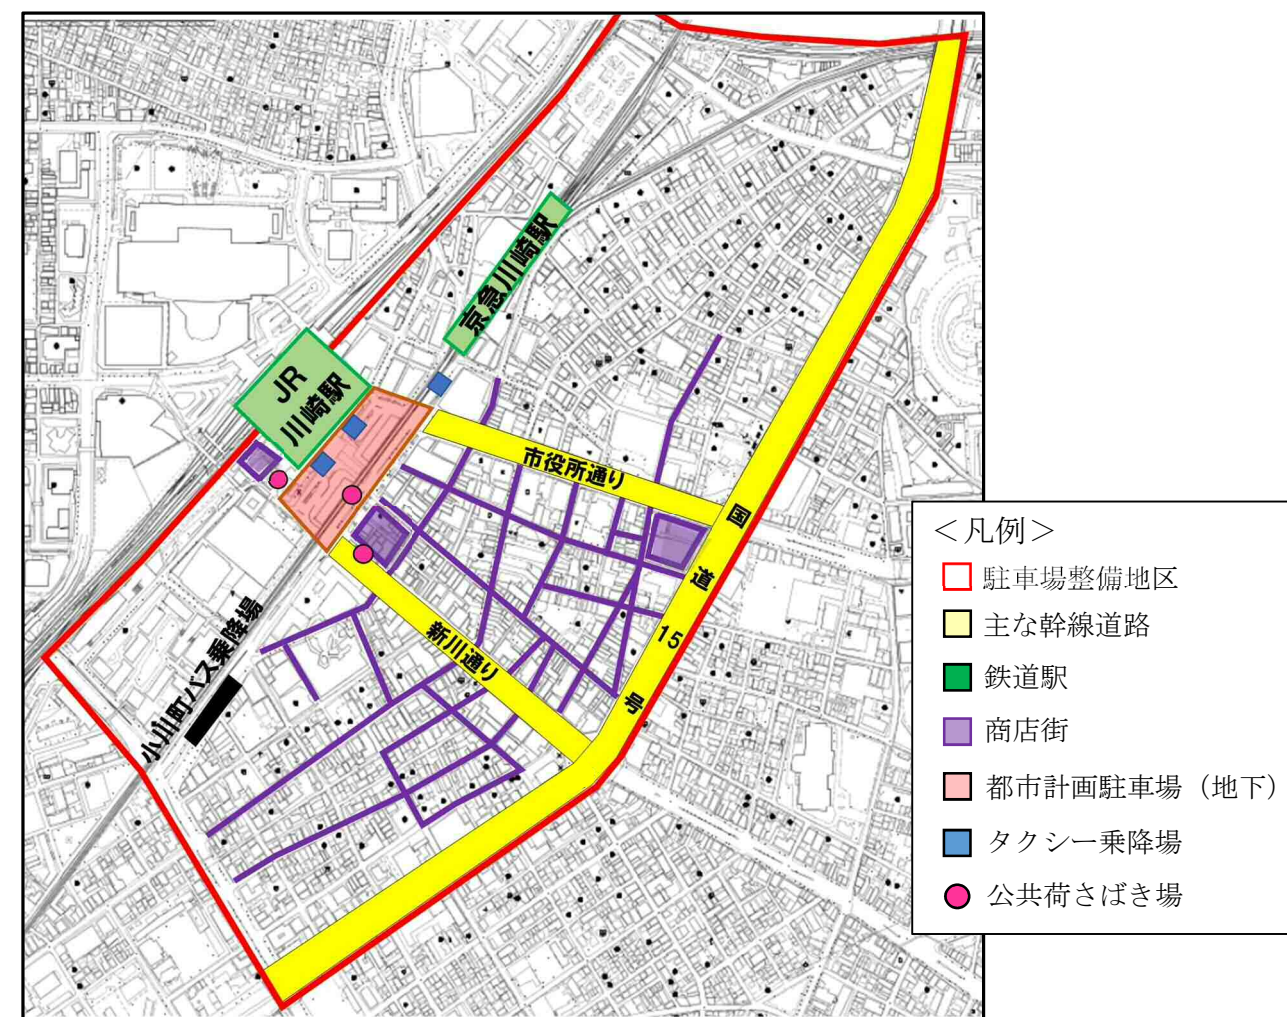 京急川崎駅
JR
川崎駅
市役所通り
国道15号
新川通り
小川町バス乗降場
<凡例>
駐車場整備地区
主な幹線道路
鉄道駅
商店街
都市計画駐車場（地下）
タクシー乗降場
公共荷さばき場